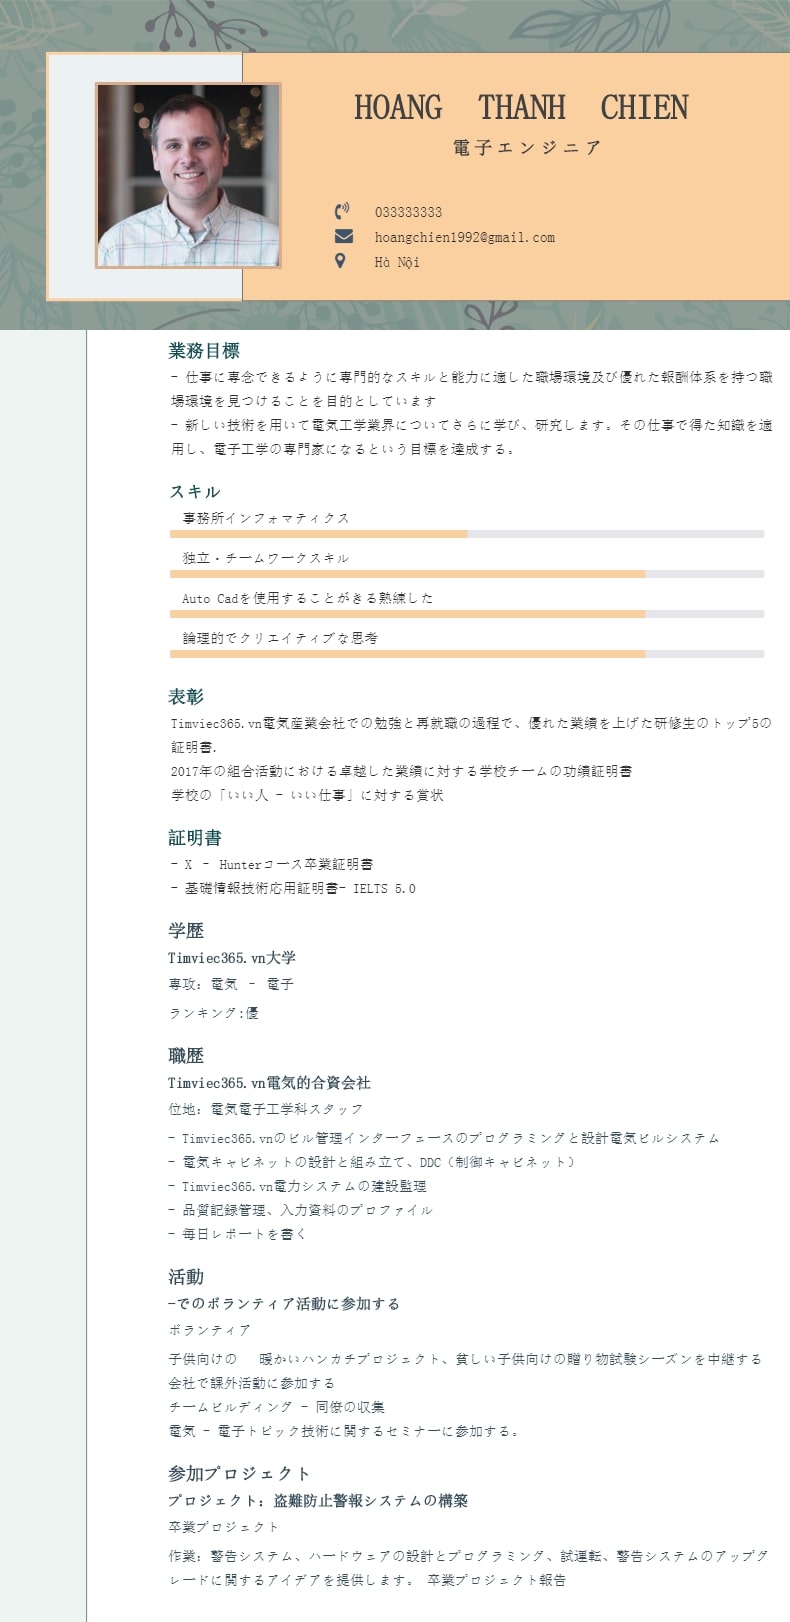 HOANG THANH CHIEN
電子エンジニア
033333333
hoangchien1992@gmail.com
Hà Nội
業務目標
- 仕事に専念できるように専門的なスキルと能力に適した職場環境及び優れた報酬体系を持つ職
場環境を見つけることを目的としています
- 新しい技術を用いて電気工学業界についてさらに学び、研究します。その仕事で得た知識を適
用し、電子工学の専門家になるという目標を達成する。
スキル
事務所インフォマティクス
独立・チームワークスキル
Auto Cadを使用することがきる熟練した
論理的でクリエイティブな思考
表彰
Timviec365.vn電気産業会社での勉強と再就職の過程で、優れた業績を上げた研修生のトップ5の
証明書.
2017年の組合活動における卓越した業績に対する学校チームの功績証明書
学校の「いい人 - いい仕事」に対する賞状
証明書
- X – Hunterコース卒業証明書
- 基礎情報技術応用証明書- IELTS 5.0
学歴
Timviec365.vn大学
専攻: 電気 – 電子
ランキング:優
職歴
Timviec365.vn電気的合資会社
位地: 電気電子工学科スタッフ
- Timviec365.vnのビル管理インターフェースのプログラミングと設計電気ビルシステム
- 電気キャビネットの設計と組み立て、DDC（制御キャビネット）
- Timviec365.vn電力システムの建設監理
- 品質記録管理、入力資料のプロファイル
- 毎日レポートを書く
活動
-でのボランティア活動に参加する
ボランティア
子供向けの　暖かいハンカチプロジェクト、貧しい子供向けの贈り物試験シーズンを中継する
会社で課外活動に参加する
チームビルディング - 同僚の収集
電気 - 電子トピック技術に関するセミナーに参加する。
参加プロジェクト
プロジェクト: 盗難防止警報システムの構築
卒業プロジェクト
作業: 警告システム、ハードウェアの設計とプログラミング、試運転、警告システムのアップグ
レードに関するアイデアを提供します。 卒業プロジェクト報告